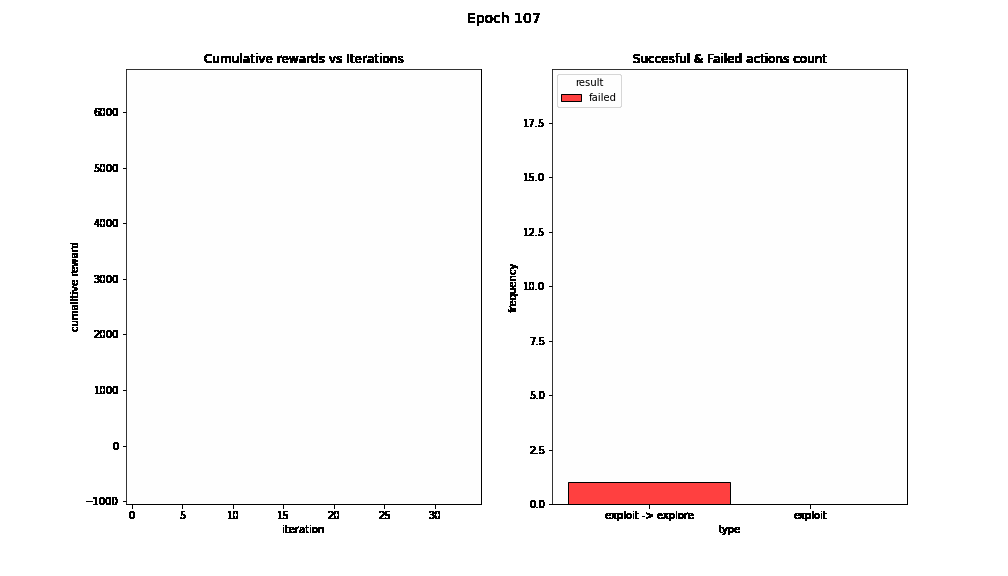 Epoch 107
Cumulative rewards vs Iterations
6000
5000
4000
3000
2000
1000
0
−1000
cumalitive reward
0 5 10 15 20 25 30
iteration
Succesful & Failed actions count
result
failed
17.5
15.0
12.5
10.0
7.5
5.0
2.5
0.0
frequency
exploit -> explore exploit
type